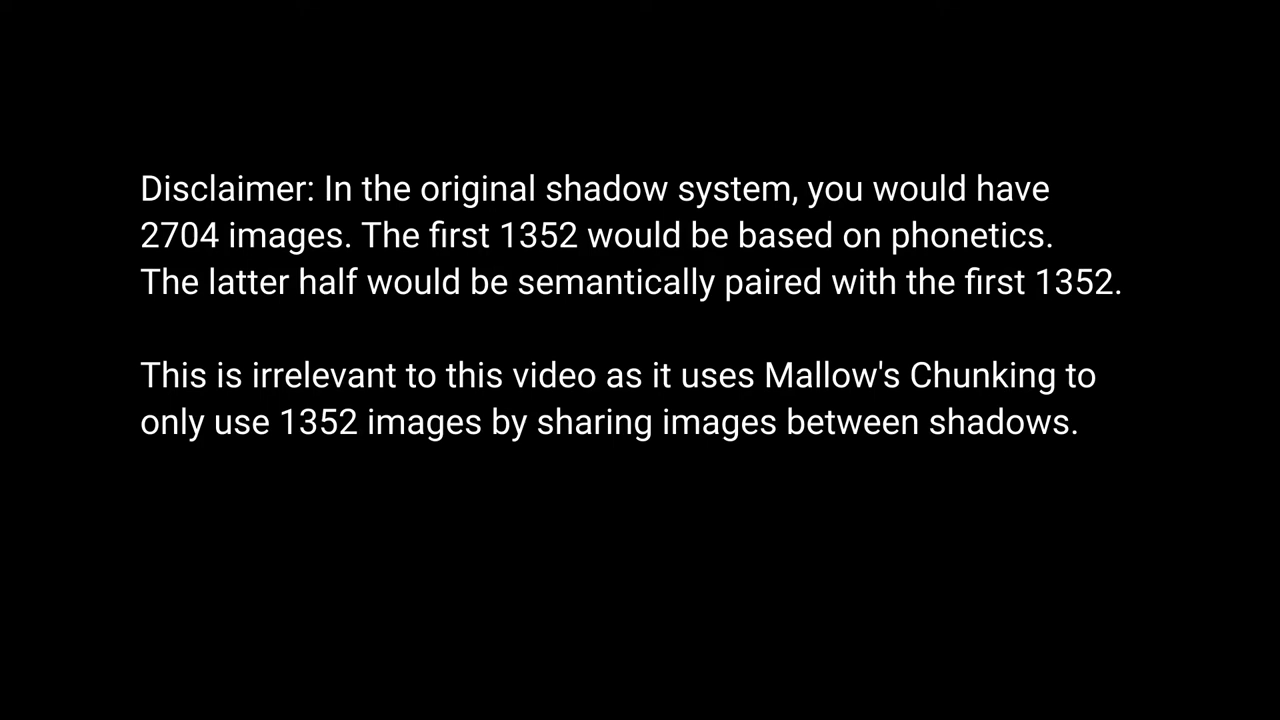 Disclaimer: In the original shadow system, you would have
2704 images. The first 1352 would be based on phonetics.
The latter half would be semantically paired with the first 1352.
This is irrelevant to this video as it uses Mallow's Chunking to
only use 1352 images by sharing images between shadows.